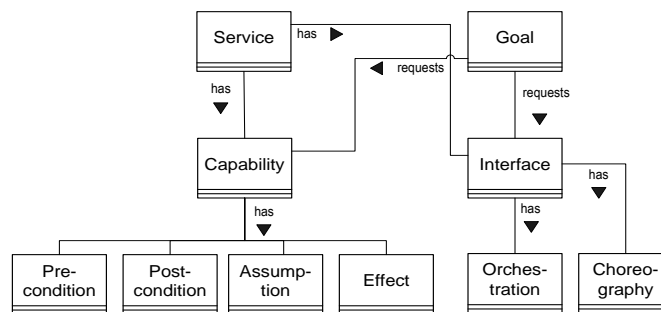 Service
has
Goal
requests
has
requests
Capability
Interface
has
has
has
Pre-
condition
Post-
condition
Assump-
tion
Effect
Orches-
tration
Choreo-
graphy